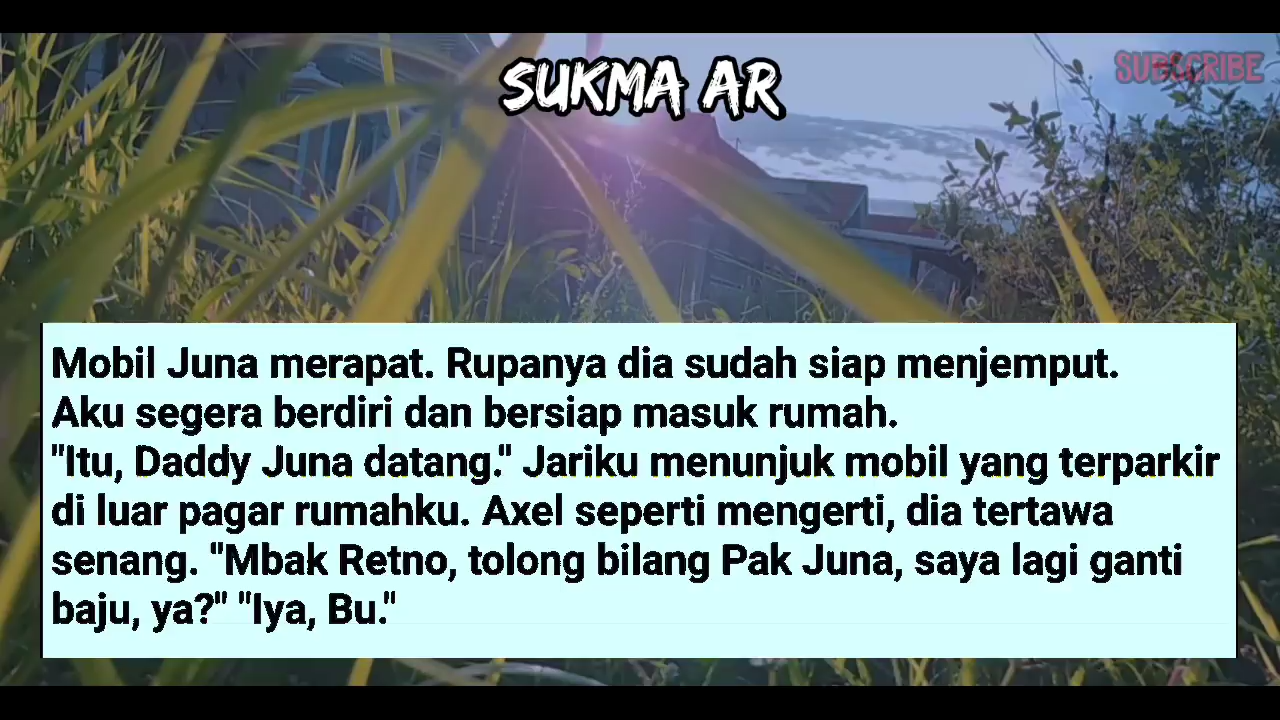 SUKMA AR
SUBSCRIBE
Mobil Juna merapat. Rupanya dia sudah siap menjemput.
Aku segera berdiri dan bersiap masuk rumah.
"Itu, Daddy Juna datang." Jariku menunjuk mobil yang terparkir
di luar pagar rumahku. Axel seperti mengerti, dia tertawa
senang. "Mbak Retno, tolong bilang Pak Juna, saya lagi ganti
baju, ya?" "Iya, Bu."